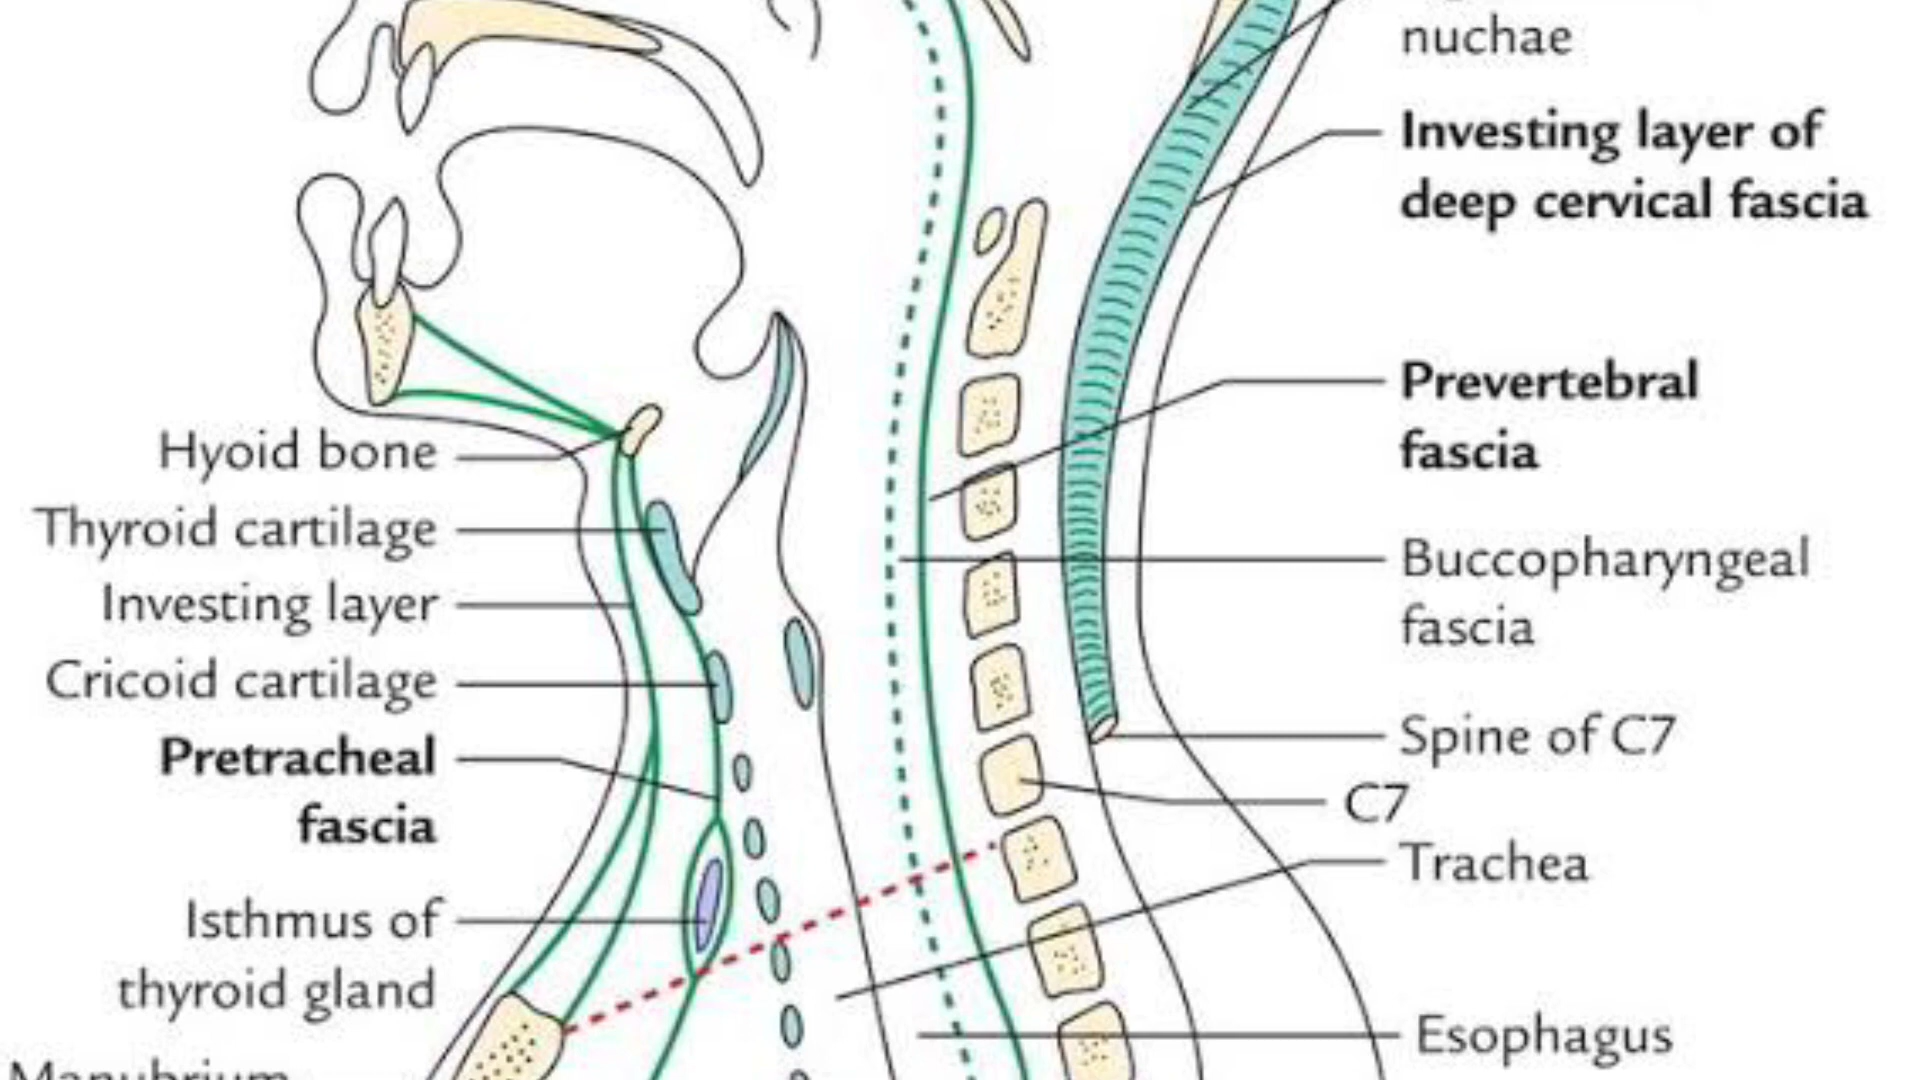 nuchae
Investing layer of
deep cervical fascia
Prevertebral
fascia
Buccopharyngeal
fascia
Spine of C7
C7
Trachea
Esophagus
Hyoid bone
Thyroid cartilage
Investing layer
Cricoid cartilage
Pretracheal
fascia
Isthmus of
thyroid gland
Manubrium